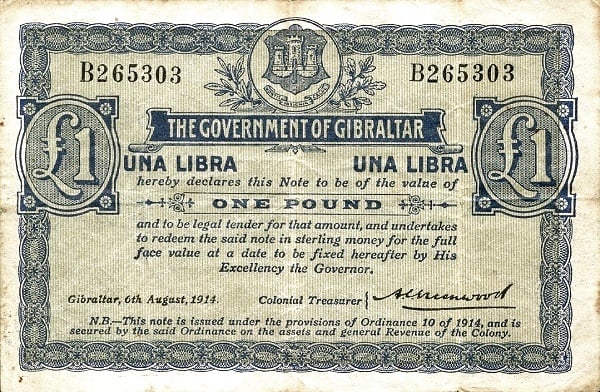 B265303 B265303
THE GOVERNMENT OF GIBRALTAR
£1 £1
UNA LIBRA UNA LIBRA
hereby declares this Note to be of the value of
ONE POUND
and to be legal tender for that amount, and undertakes
to redeem the said note in sterling money for the full
face value at a date to be fixed hereafter by His
Excellency the Governor.
Gibraltar, 6th August, 1914. Colonial Treasurer {
N.B.—This note is issued under the provisions of Ordinance 10 of 1914, and is
secured by the said Ordinance on the assets and general Revenue of the Colony.